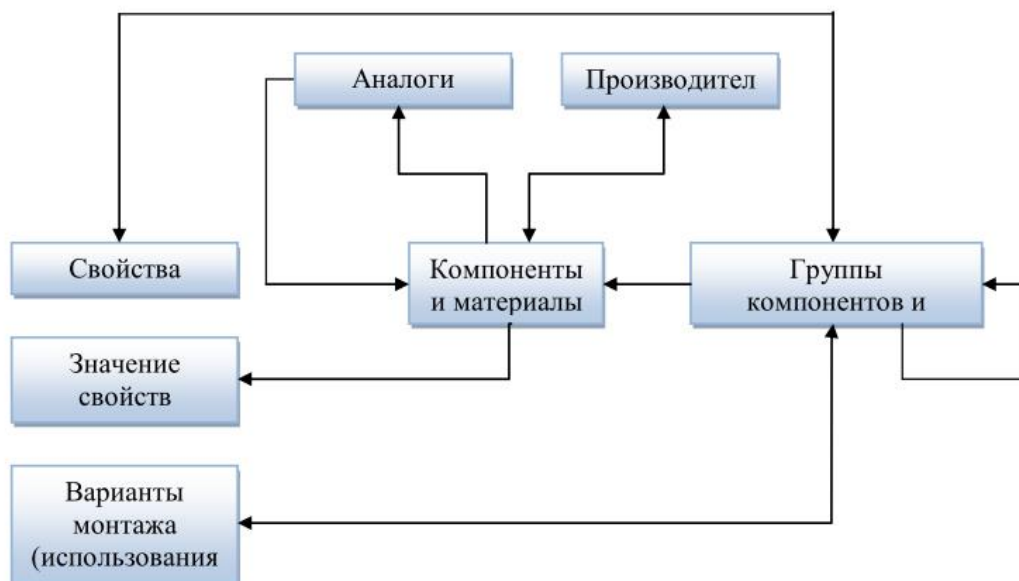 Аналоги
Производител
Свойства
Компоненты
и материалы
Группы
компонентов и
Значение
свойств
Варианты
монтажа
(использования